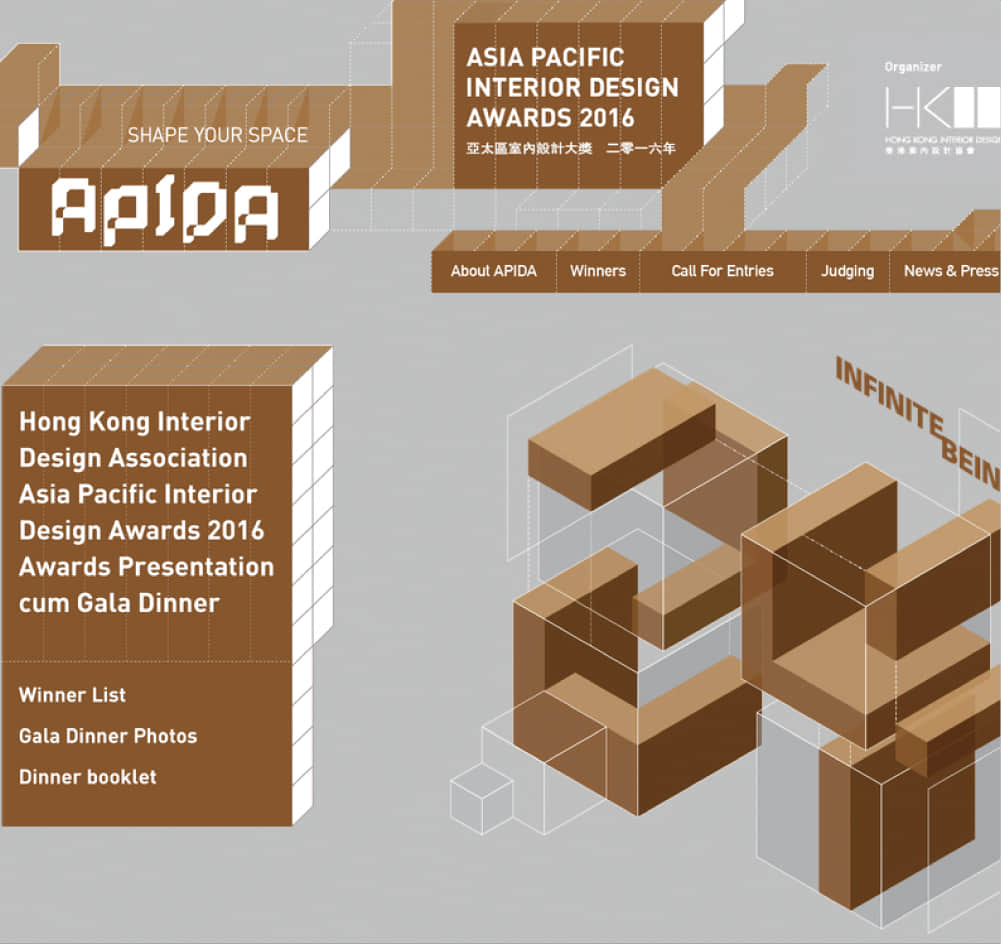 SHAPE YOUR SPACE
APIDA
ASIA PACIFIC
INTERIOR DESIGN
AWARDS 2016
亞太區室內設計大獎 二零一六年
Organizer
HK
HONG KONG INTERIOR DESIGN
香港室內設計協會
About APIDA
Winners
Call For Entries
Judging
News & Press
Hong Kong Interior
Design Association
Asia Pacific Interior
Design Awards 2016
Awards Presentation
cum Gala Dinner
Winner List
Gala Dinner Photos
Dinner booklet
INFINITE
BEIN